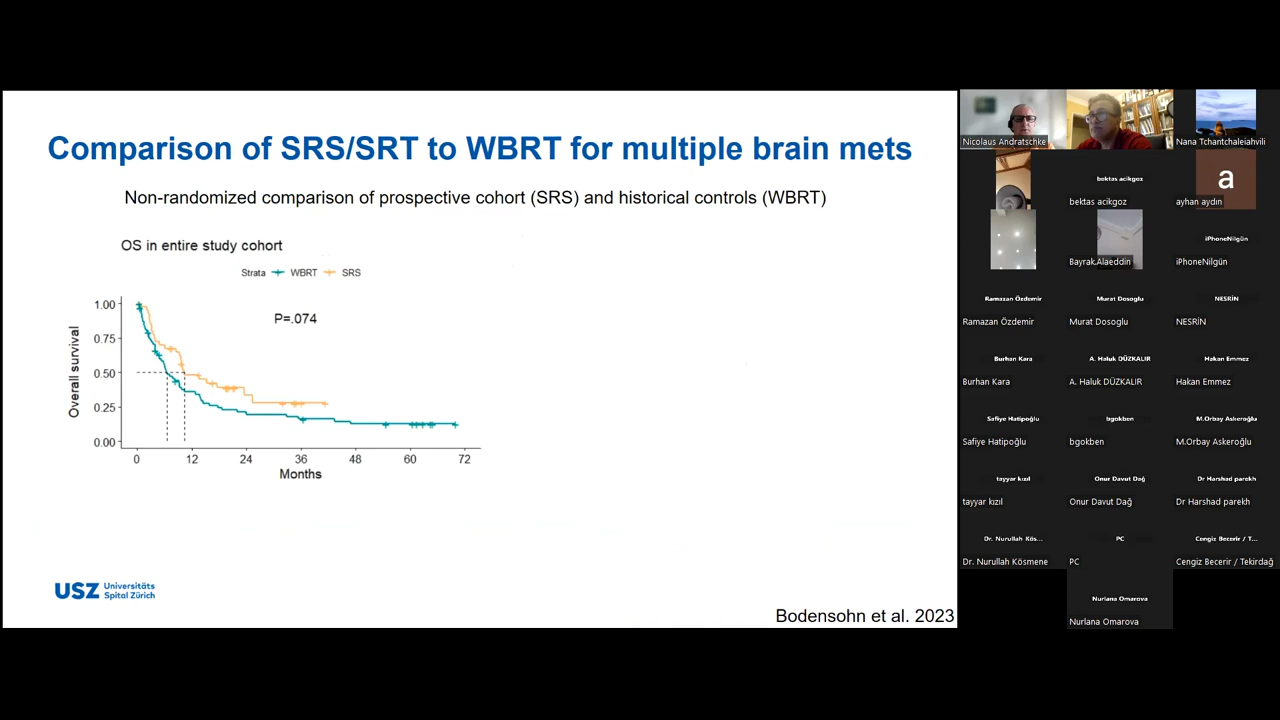 Comparison of SRS/SRT to WBRT for multiple brain mets
Non-randomized comparison of prospective cohort (SRS) and historical controls (WBRT)
OS in entire study cohort
Strata WBRT SRS
P=.074
Overall survival
1.00
0.75
0.50
0.25
0.00
0 12 24 36 48 60 72
Months
USZ Universitäts
Spital Zürich
Bodensohn et al. 2023
Nicolaus Andratschke
Nana Tchantchaleiahvili
bektas acikgoz
a
bektas acikgoz
ayhan aydın
iPhoneNilgün
Bayrak.Alaeddin
iPhoneNilgün
Ramazan Özdemir
Murat Dosoglu
NESRİN
Ramazan Özdemir
Murat Dosoglu
NESRİN
Burhan Kara
A. Haluk DÜZKALIR
Hakan Emmez
Burhan Kara
A. Haluk DÜZKALIR
Hakan Emmez
Safiye Hatipoğlu
bgokben
M.Orbay Askeroğlu
Safiye Hatipoğlu
bgokben
M.Orbay Askeroğlu
tayyar kızıl
Onur Davut Dağ
Dr Harshad parekh
tayyar kızıl
Onur Davut Dağ
Dr Harshad parekh
Dr. Nurullah Kös...
PC
Cengiz Becerir / T...
Dr. Nurullah Kösmene
PC
Cengiz Becerir / Tekirdağ
Nurlana Omarova
Nurlana Omarova